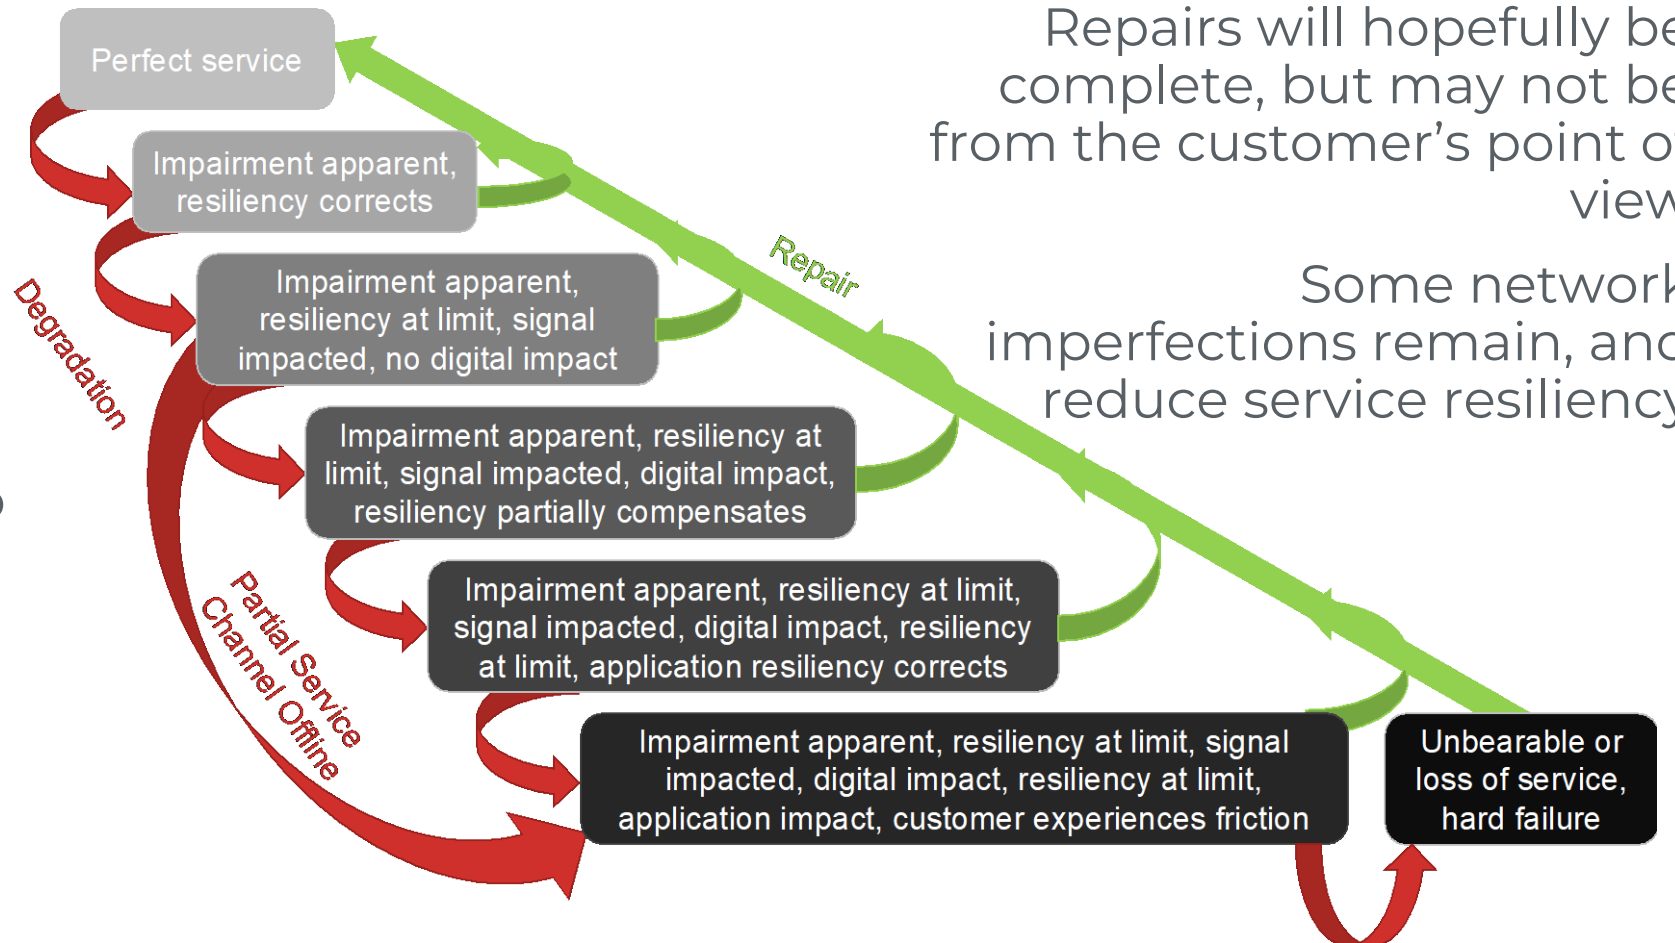 Perfect service
Impairment apparent,
resiliency corrects
Impairment apparent,
resiliency at limit, signal
impacted, no digital impact
Impairment apparent, resiliency at
limit, signal impacted, digital impact,
resiliency partially compensates
Impairment apparent, resiliency at limit,
signal impacted, digital impact, resiliency
at limit, application resiliency corrects
Impairment apparent, resiliency at limit, signal
impacted, digital impact, resiliency at limit,
application impact, customer experiences friction
Unbearable or
loss of service,
hard failure
Degradation
Partial Service
Channel Offline
Repair
Repairs will hopefully be
complete, but may not be
from the customer’s point of
view
Some network
imperfections remain, and
reduce service resiliency